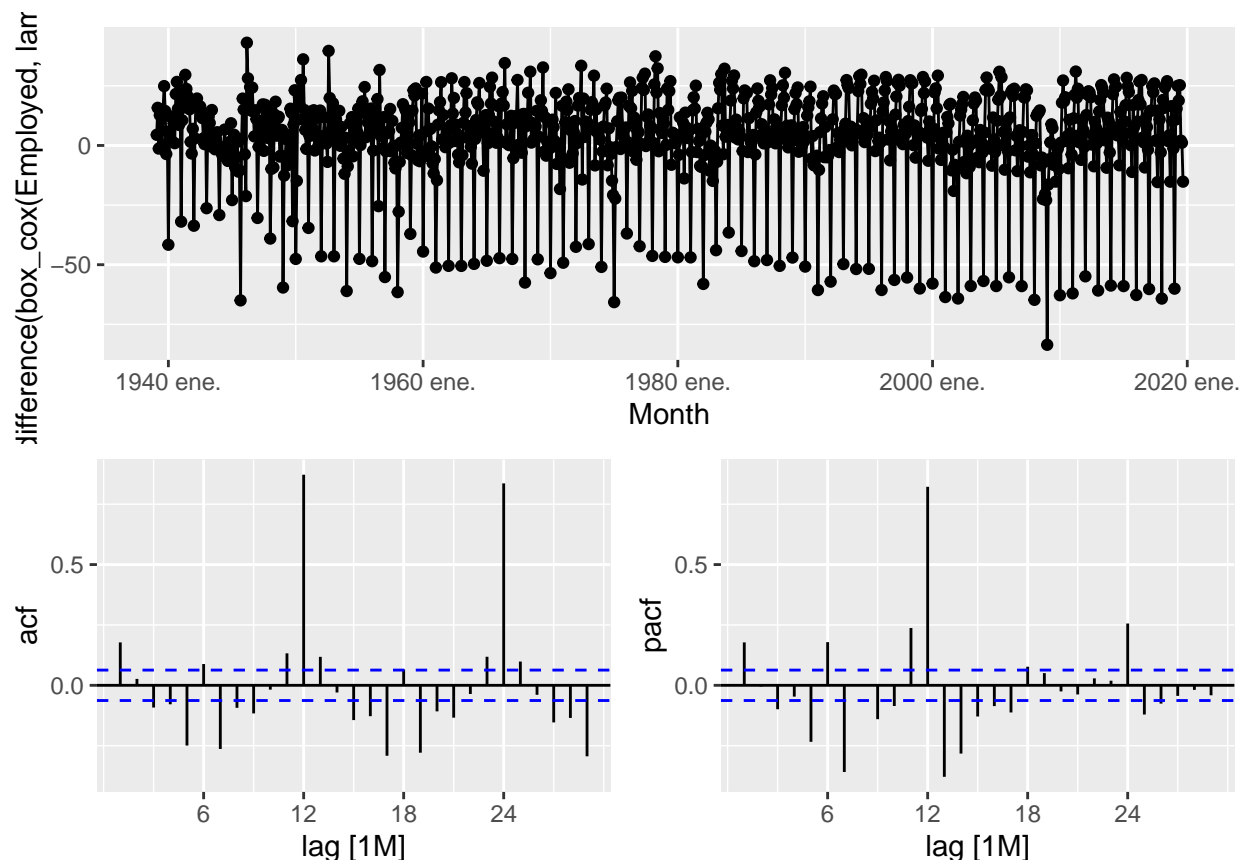 difference(box_cox(Employed, lam
0
−50
1940 ene.
1960 ene.
1980 ene.
2000 ene.
2020 ene.
Month
acf
0.5
0.0
6
12
18
24
lag [1M]
pacf
0.5
0.0
6
12
18
24
lag [1M]